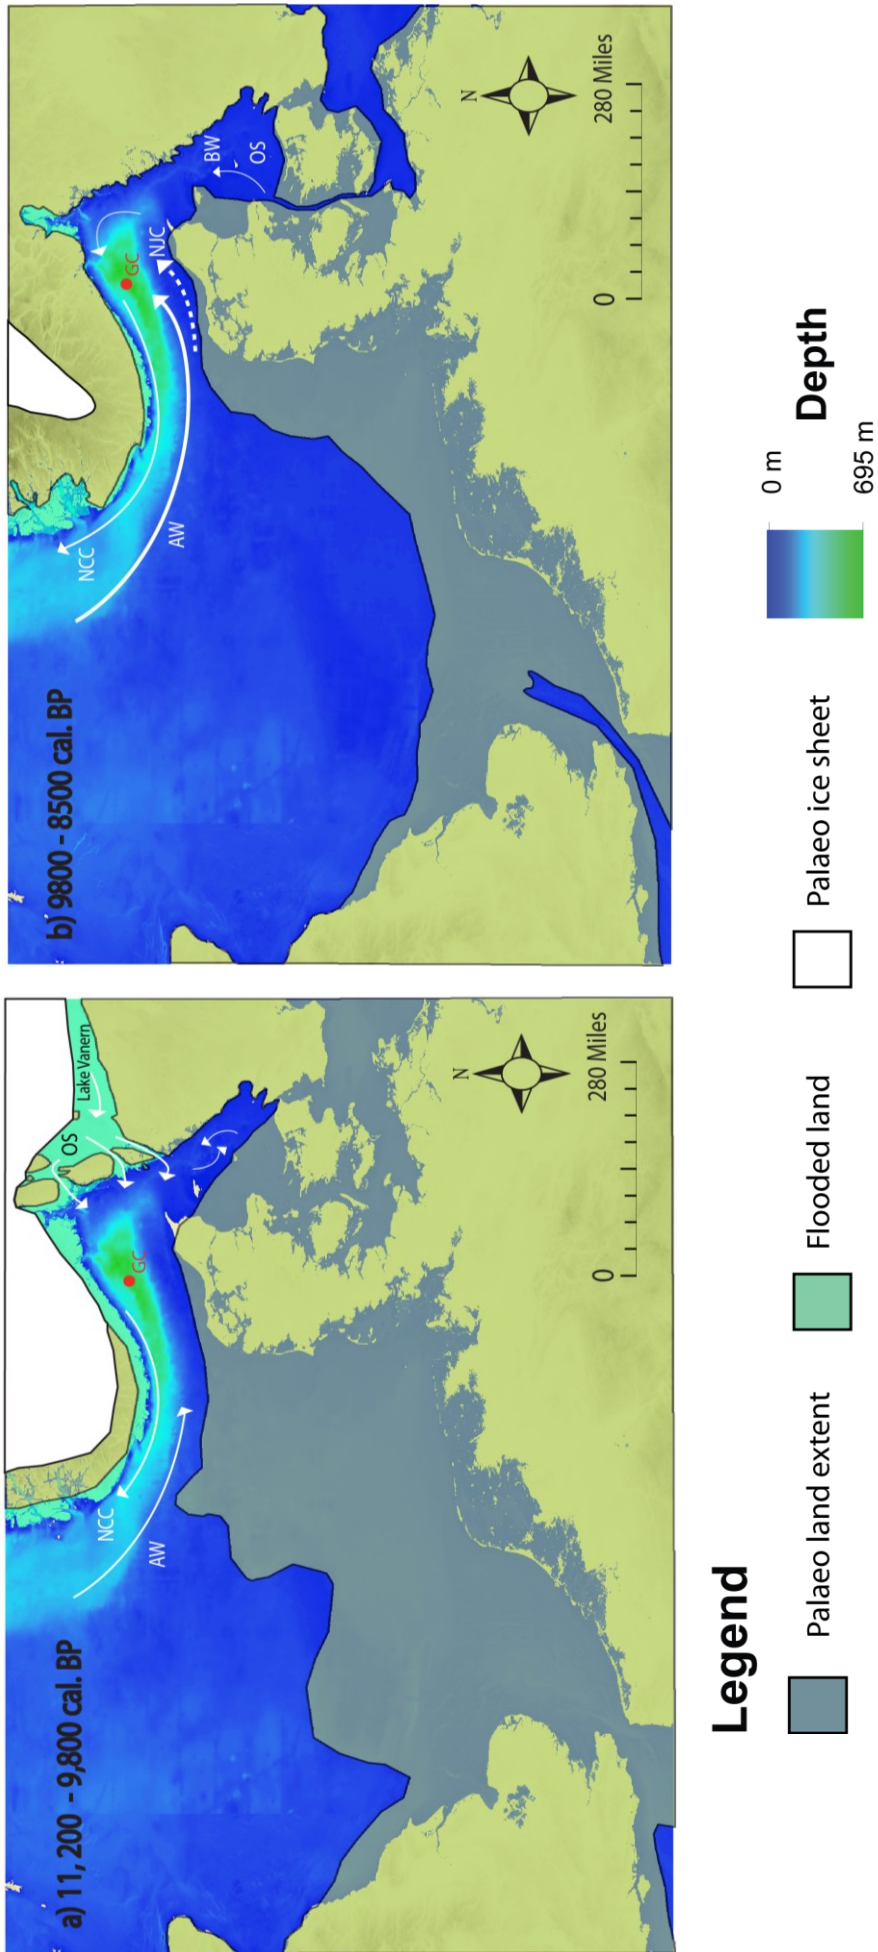 a) 11, 200 - 9,800 cal. BP
NCC
AW
GC
OS
Lake Vanern
N
0
280 Miles
b) 9800 - 8500 cal. BP
NCC
AW
GC
NJC
BW
OS
N
0
280 Miles
Legend
Palaeo land extent
Flooded land
Palaeo ice sheet
0 m
695 m
Depth